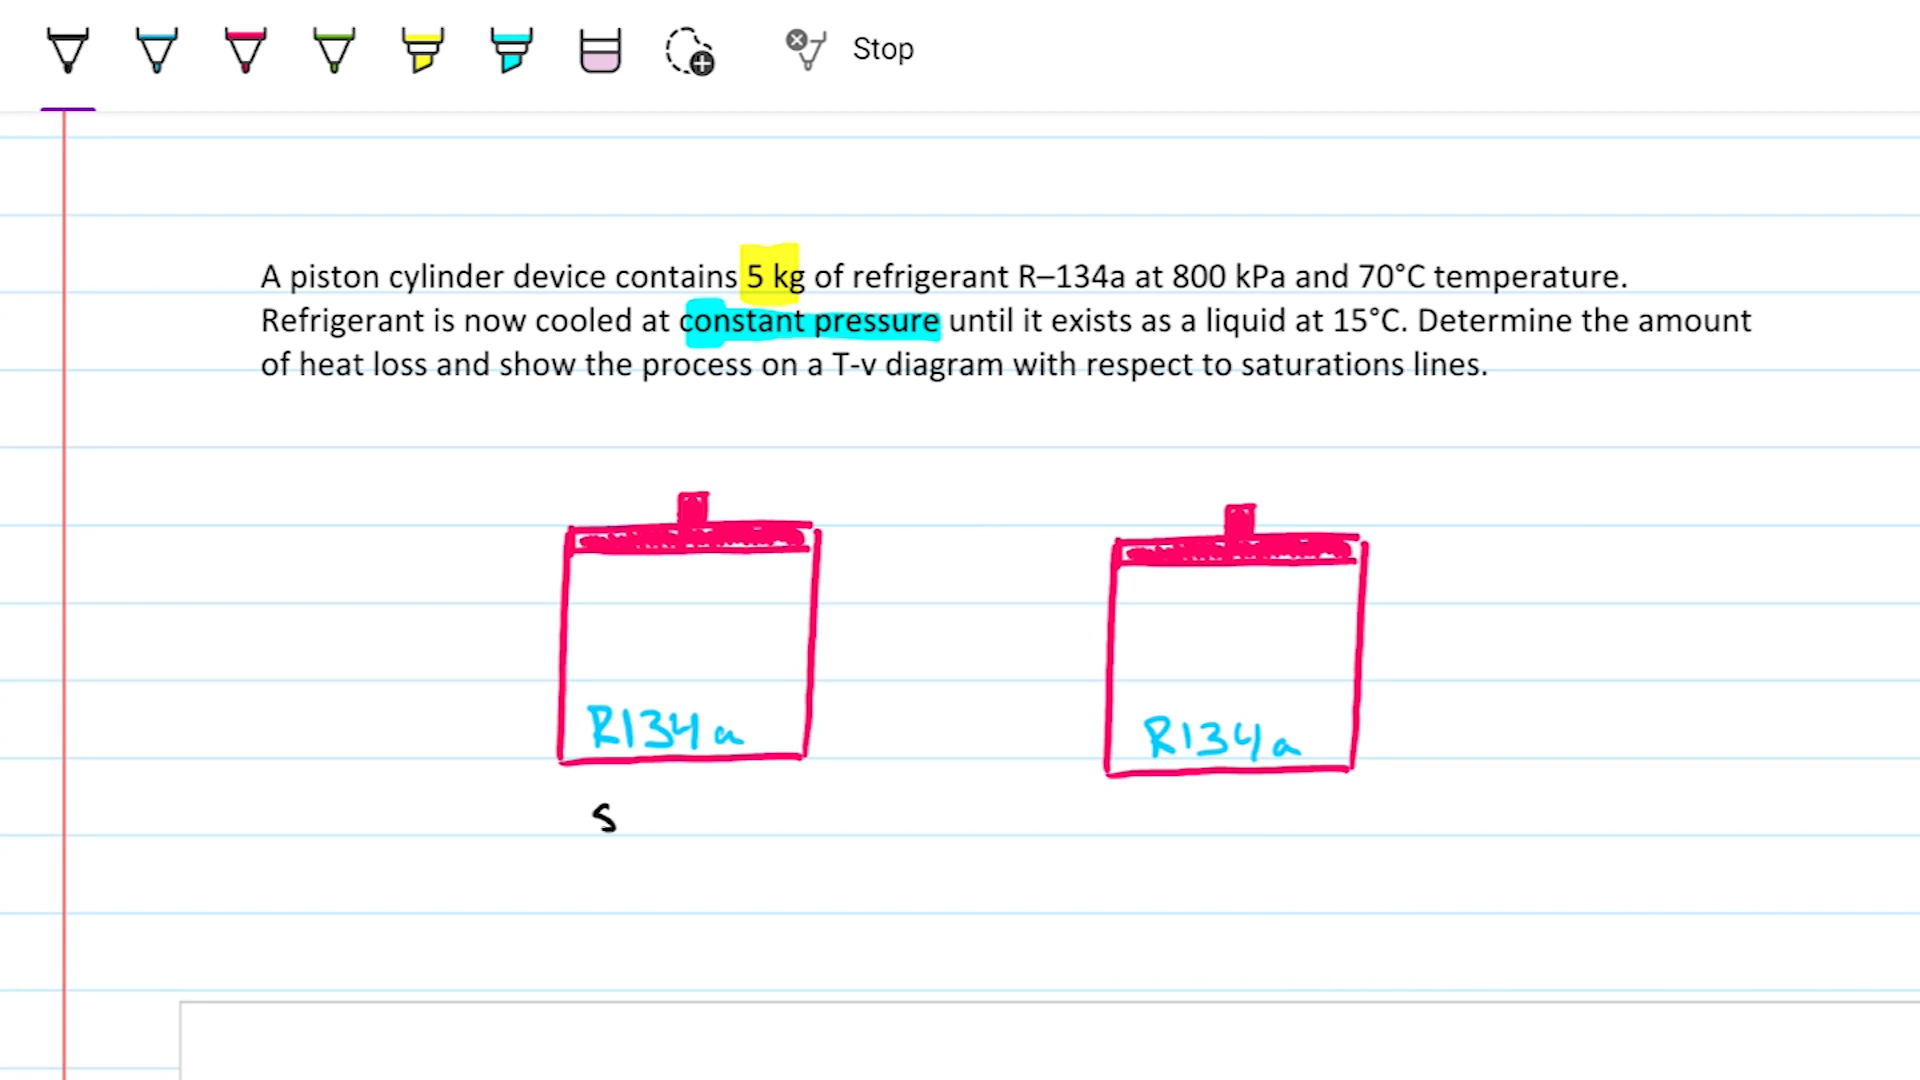 Stop
A piston cylinder device contains 5 kg of refrigerant R–134a at 800 kPa and 70°C temperature.
Refrigerant is now cooled at constant pressure until it exists as a liquid at 15°C. Determine the amount
of heat loss and show the process on a T-v diagram with respect to saturations lines.
R134a
R134a
S